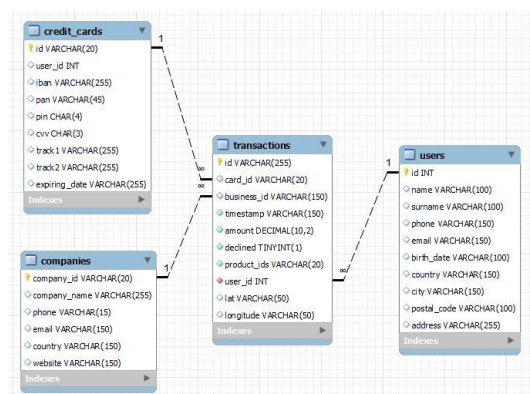 credit_cards
id VARCHAR(20)
user_id INT
iban VARCHAR(255)
pan VARCHAR(45)
pin CHAR(4)
cvv CHAR(3)
track1 VARCHAR(255)
track2 VARCHAR(255)
expiring_date VARCHAR(255)
Indexes
1
∞
∞
1
companies
company_id VARCHAR(20)
company_name VARCHAR(255)
phone VARCHAR(15)
email VARCHAR(150)
country VARCHAR(150)
website VARCHAR(150)
Indexes
transactions
id VARCHAR(255)
card_id VARCHAR(20)
business_id VARCHAR(150)
timestamp VARCHAR(150)
amount DECIMAL(10,2)
declined TINYINT(1)
product_ids VARCHAR(20)
user_id INT
lat VARCHAR(50)
longitude VARCHAR(50)
Indexes
∞
1
users
id INT
name VARCHAR(100)
surname VARCHAR(100)
phone VARCHAR(150)
email VARCHAR(150)
birth_date VARCHAR(100)
country VARCHAR(150)
city VARCHAR(150)
postal_code VARCHAR(100)
address VARCHAR(255)
Indexes